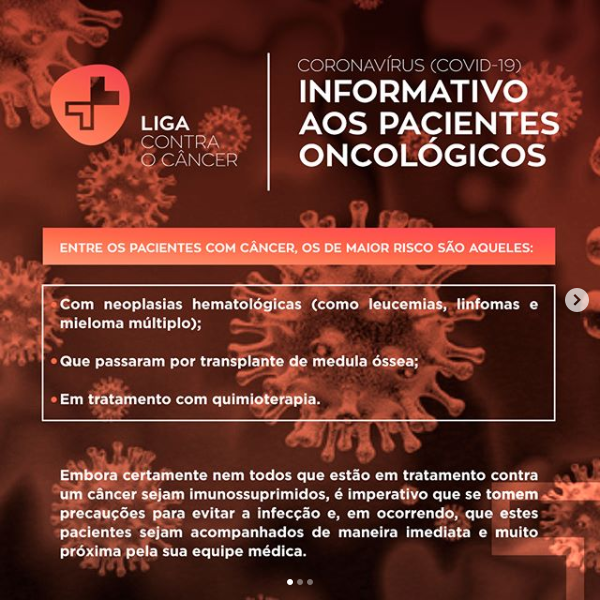 LIGA
CONTRA
O CÂNCER
CORONAVÍRUS (COVID-19)
INFORMATIVO
AOS PACIENTES
ONCOLÓGICOS
ENTRE OS PACIENTES COM CÂNCER, OS DE MAIOR RISCO SÃO AQUELES:
• Com neoplasias hematológicas (como leucemias, linfomas e
mieloma múltiplo);
• Que passaram por transplante de medula óssea;
• Em tratamento com quimioterapia.
Embora certamente nem todos que estão em tratamento contra
um câncer sejam imunossuprimidos, é imperativo que se tomem
precauções para evitar a infecção e, em ocorrendo, que estes
pacientes sejam acompanhados de maneira imediata e muito
próxima pela sua equipe médica.